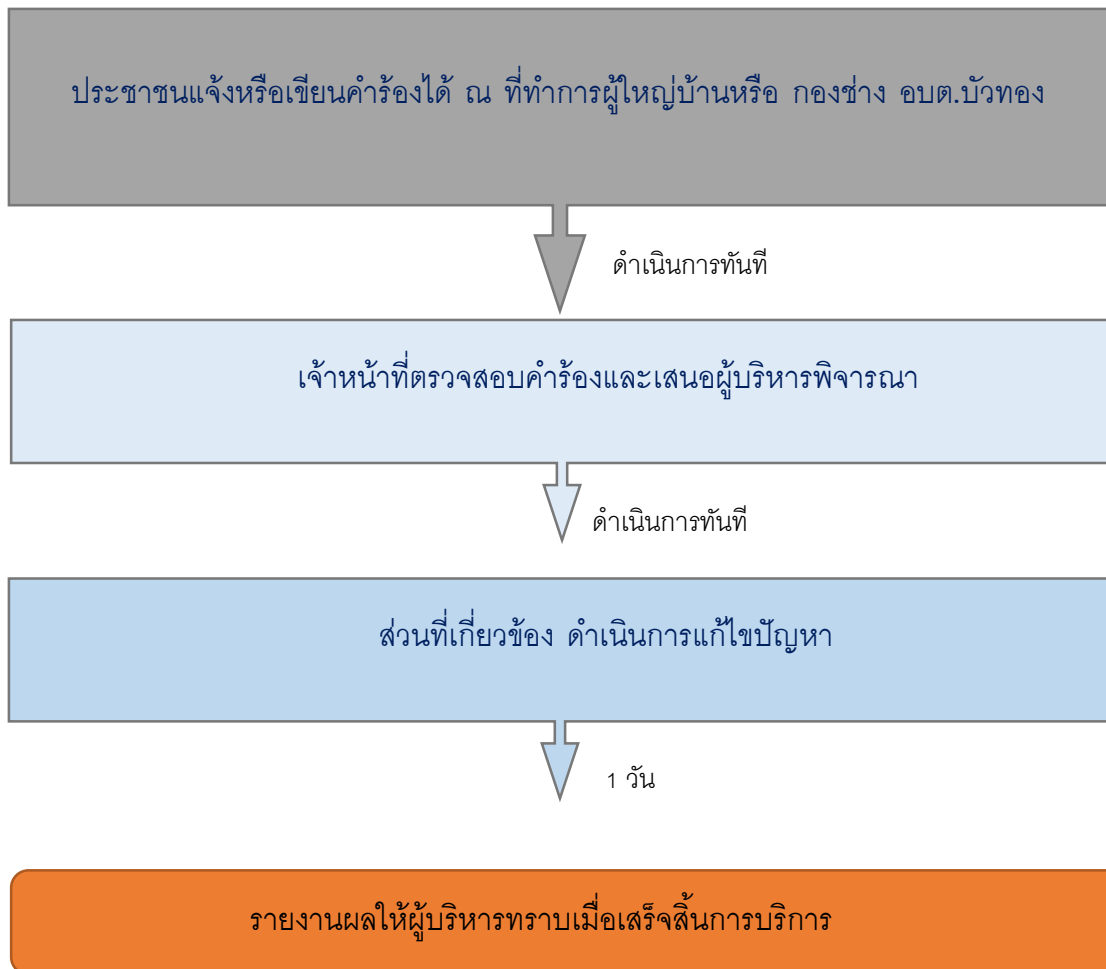 ประชาชนแจ้งหรือเขียนคำร้องได้ ณ ที่ทำการผู้ใหญ่บ้านหรือ กองช่าง อบต.บัวทอง
ดำเนินการทันที
เจ้าหน้าที่ตรวจสอบคำร้องและเสนอผู้บริหารพิจารณา
ดำเนินการทันที
ส่วนที่เกี่ยวข้อง ดำเนินการแก้ไขปัญหา
1 วัน
รายงานผลให้ผู้บริหารทราบเมื่อเสร็จสิ้นการบริการ